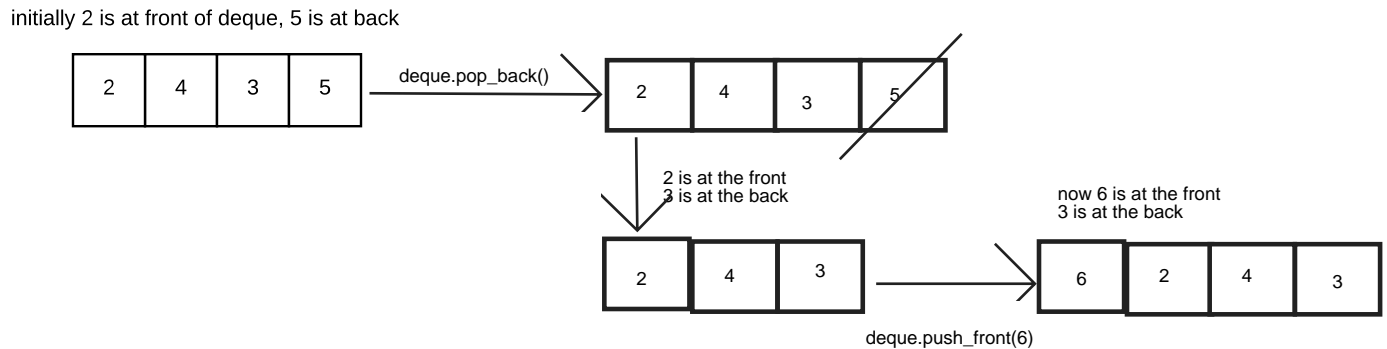 initially 2 is at front of deque, 5 is at back
2 4 3 5
deque.pop_back()
2 4 3 5
2 is at the front
3 is at the back
now 6 is at the front
3 is at the back
2 4 3
6 2 4 3
deque.push_front(6)